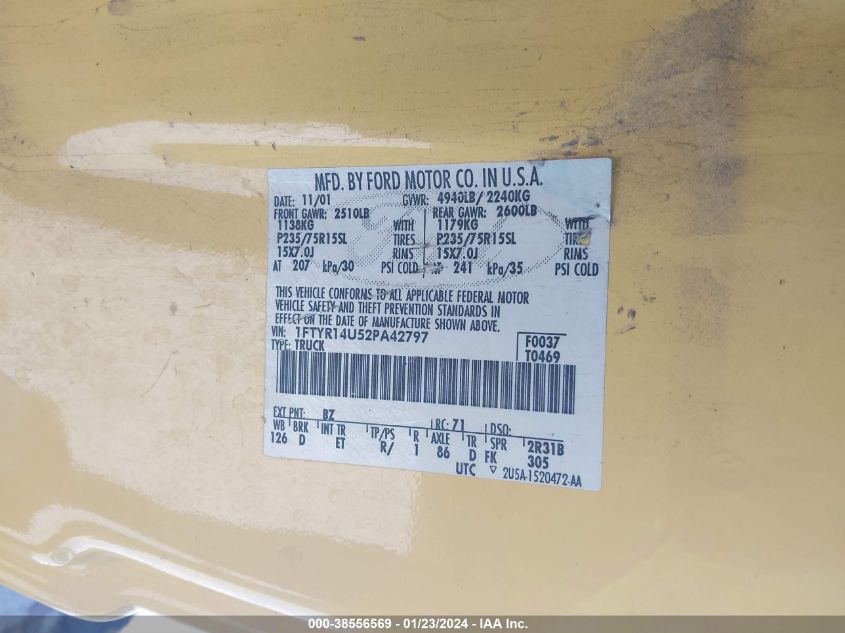 MFD. BY FORD MOTOR CO. IN U.S.A.
DATE: 11/01 GVWR: 4940LB/ 2240KG
FRONT GAWR: 2510LB REAR GAWR: 2600LB
1138KG WITH 1179KG WITH
P235/75R15SL TIRES P235/75R15SL TIRES
15X7.0J RIMS 15X7.0J RIMS
AT 207 kPa/30 PSI COLD AT 241 kPa/35 PSI COLD
THIS VEHICLE CONFORMS TO ALL APPLICABLE FEDERAL MOTOR
VEHICLE SAFETY AND THEFT PREVENTION STANDARDS IN
EFFECT ON THE DATE OF MANUFACTURE SHOWN ABOVE.
VIN: 1FTYR14U52PA42797 F0037
TYPE: TRUCK T0469
EXT PNT: BZ RC: 71 DSO:
WB BRK INT TR TP/PS R AXLE TR SPR 2R31B
126 D ET R/ 1 86 D FK 305
UTC ▽ 2U5A-1520472-AA
000-38556569 — 01/23/2024 — IAA Inc.